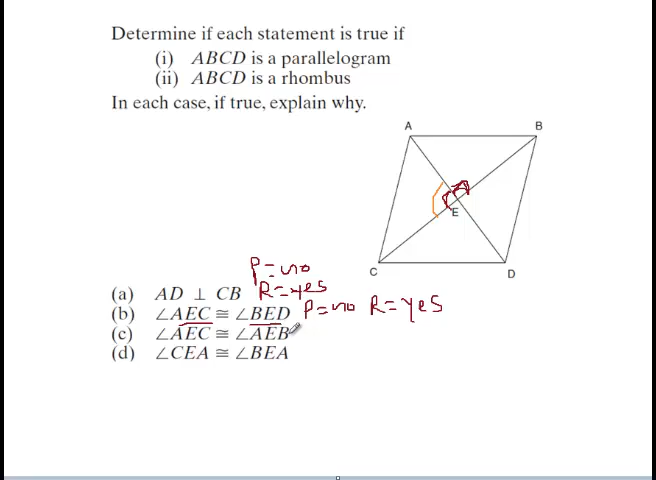 Determine if each statement is true if
(i) ABCD is a parallelogram
(ii) ABCD is a rhombus
In each case, if true, explain why.
A
B
E
C
D
P=no
(a) AD ⊥ CB R=yes
(b) ∠AEC ≅ ∠BED P=no R=yes
(c) ∠AEC ≅ ∠AEB
(d) ∠CEA ≅ ∠BEA